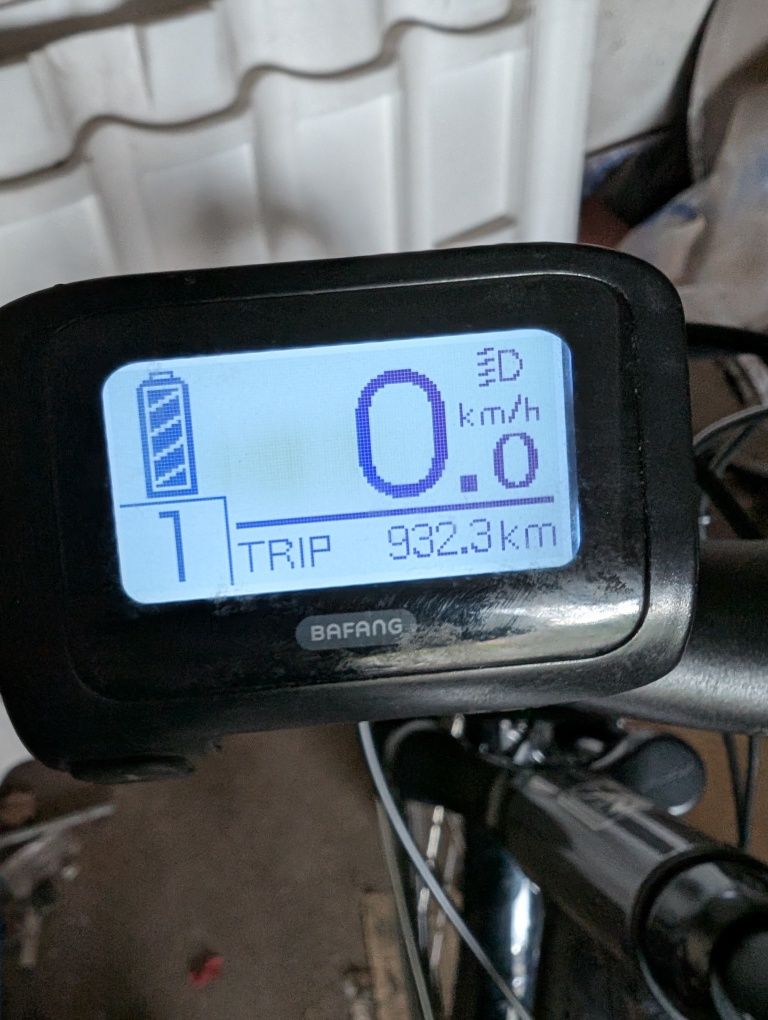 0.0 km/h
1
TRIP 932.3km
BAFANG